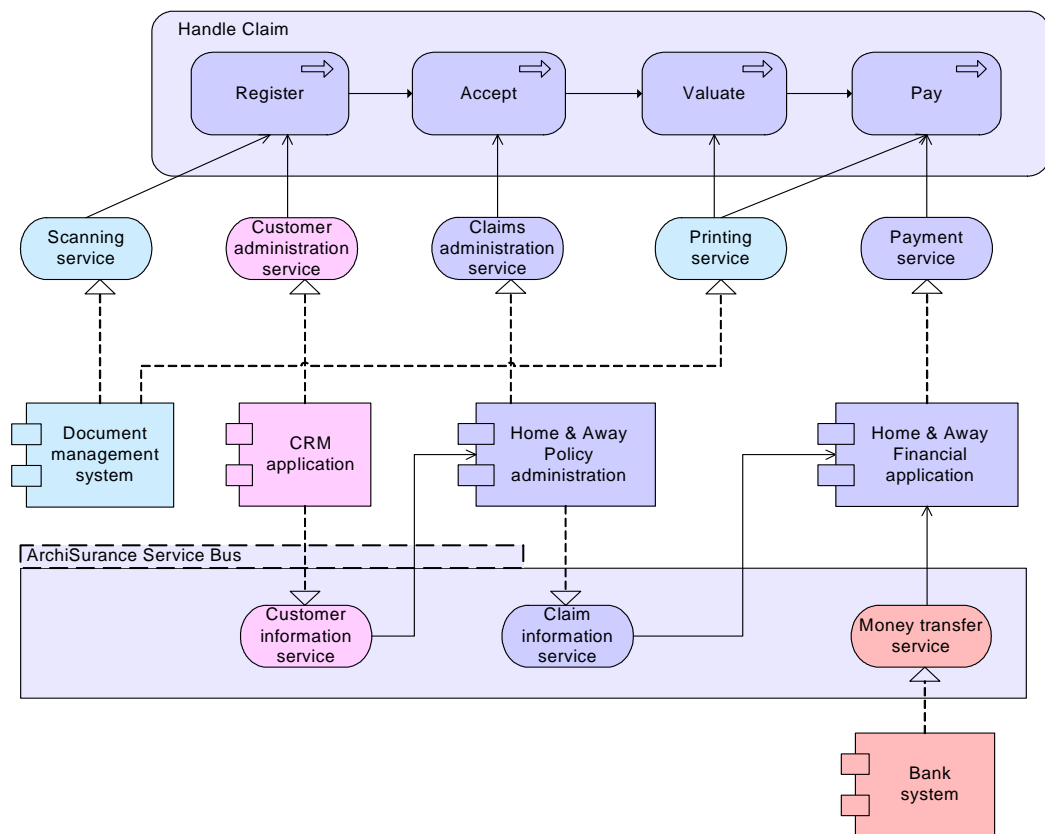 Handle Claim
Register
Accept
Valuate
Pay
Scanning
service
Customer
administration
service
Claims
administration
service
Printing
service
Payment
service
Document
management
system
CRM
application
Home & Away
Policy
administration
Home & Away
Financial
application
ArchiSurance Service Bus
Customer
information
service
Claim
information
service
Money transfer
service
Bank
system